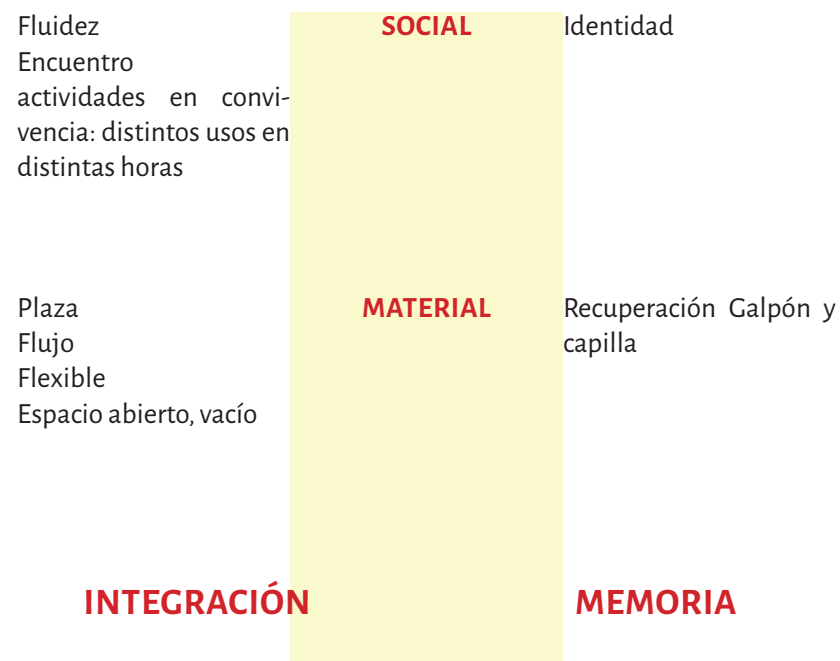 Fluidez
Encuentro
actividades en convi-
vencia: distintos usos en
distintas horas
SOCIAL
Identidad
Plaza
Flujo
Flexible
Espacio abierto, vacío
MATERIAL
Recuperación Galpón y
capilla
INTEGRACIÓN
MEMORIA